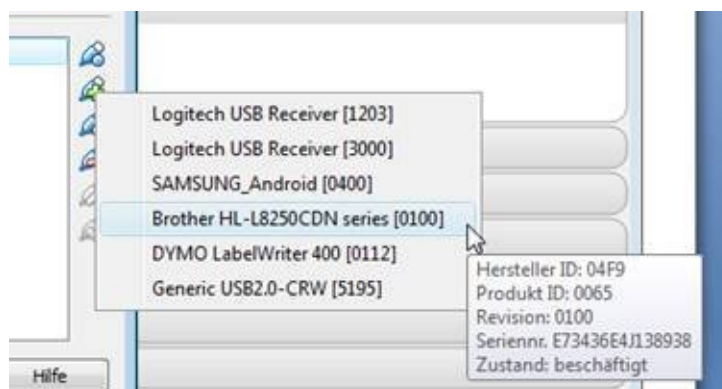 Logitech USB Receiver [1203]
Logitech USB Receiver [3000]
SAMSUNG_Android [0400]
Brother HL-L8250CDN series [0100]
DYMO LabelWriter 400 [0112]
Generic USB2.0-CRW [5195]
Hersteller ID: 04F9
Produkt ID: 0065
Revision: 0100
Seriennr. E73436E4J138938
Zustand: beschäftigt
Hilfe